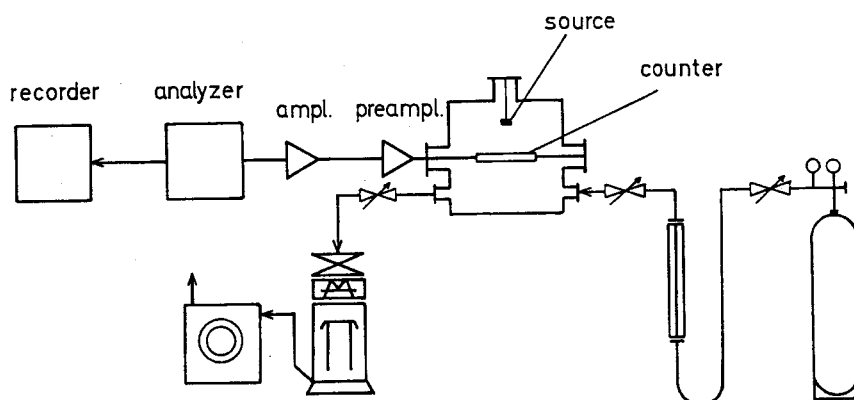 source
counter
recorder
analyzer
ampl.
preampl.